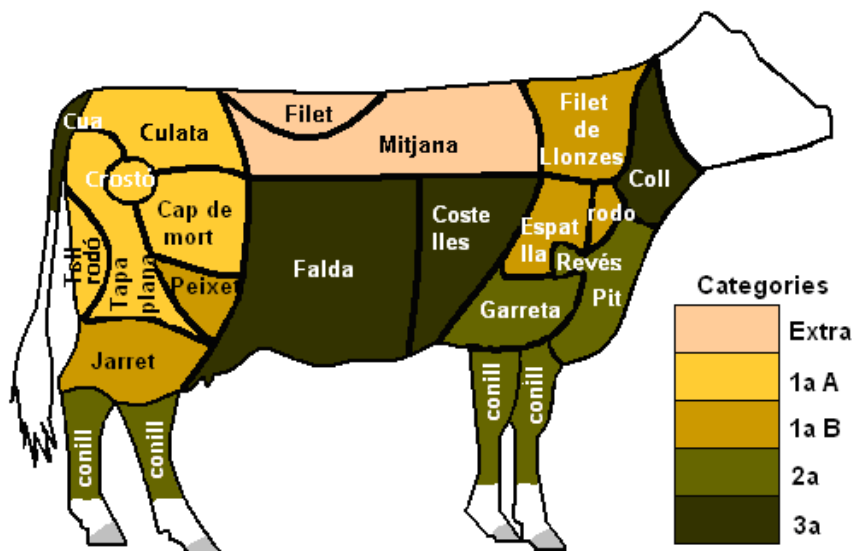 Cua
Culata
Filet
Mitjana
Filet
de
Llonzes
Coll
Crostó
Cap de
mort
Tall
rodó
Tapa
plana
Peixet
Jarret
Falda
Coste
lles
Espat
lla
rodo
Revés
Pit
Garreta
conill
conill
conill
conill
Categories
Extra
1a A
1a B
2a
3a